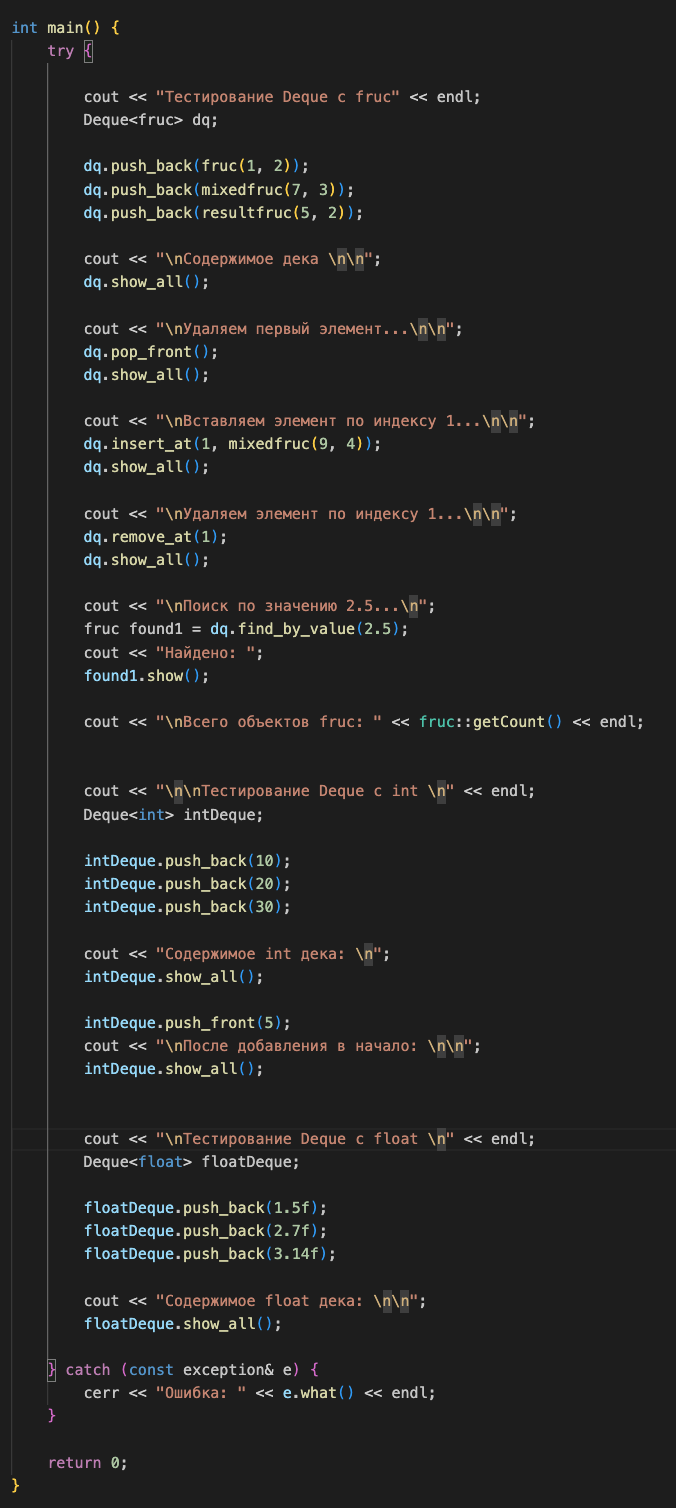 int main() {
    try {

        cout << "Тестирование Deque с fruc" << endl;
        Deque<fruc> dq;

        dq.push_back(fruc(1, 2));
        dq.push_back(mixedfruc(7, 3));
        dq.push_back(resultfruc(5, 2));

        cout << "\nСодержимое дека \n\n";
        dq.show_all();

        cout << "\nУдаляем первый элемент...\n\n";
        dq.pop_front();
        dq.show_all();

        cout << "\nВставляем элемент по индексу 1...\n\n";
        dq.insert_at(1, mixedfruc(9, 4));
        dq.show_all();

        cout << "\nУдаляем элемент по индексу 1...\n\n";
        dq.remove_at(1);
        dq.show_all();

        cout << "\nПоиск по значению 2.5...\n";
        fruc found1 = dq.find_by_value(2.5);
        cout << "Найдено: ";
        found1.show();

        cout << "\nВсего объектов fruc: " << fruc::getCount() << endl;


        cout << "\n\nТестирование Deque с int \n" << endl;
        Deque<int> intDeque;

        intDeque.push_back(10);
        intDeque.push_back(20);
        intDeque.push_back(30);

        cout << "Содержимое int дека: \n";
        intDeque.show_all();

        intDeque.push_front(5);
        cout << "\nПосле добавления в начало: \n\n";
        intDeque.show_all();


        cout << "\nТестирование Deque с float \n" << endl;
        Deque<float> floatDeque;

        floatDeque.push_back(1.5f);
        floatDeque.push_back(2.7f);
        floatDeque.push_back(3.14f);

        cout << "Содержимое float дека: \n\n";
        floatDeque.show_all();

    } catch (const exception& e) {
        cerr << "Ошибка: " << e.what() << endl;
    }

    return 0;
}